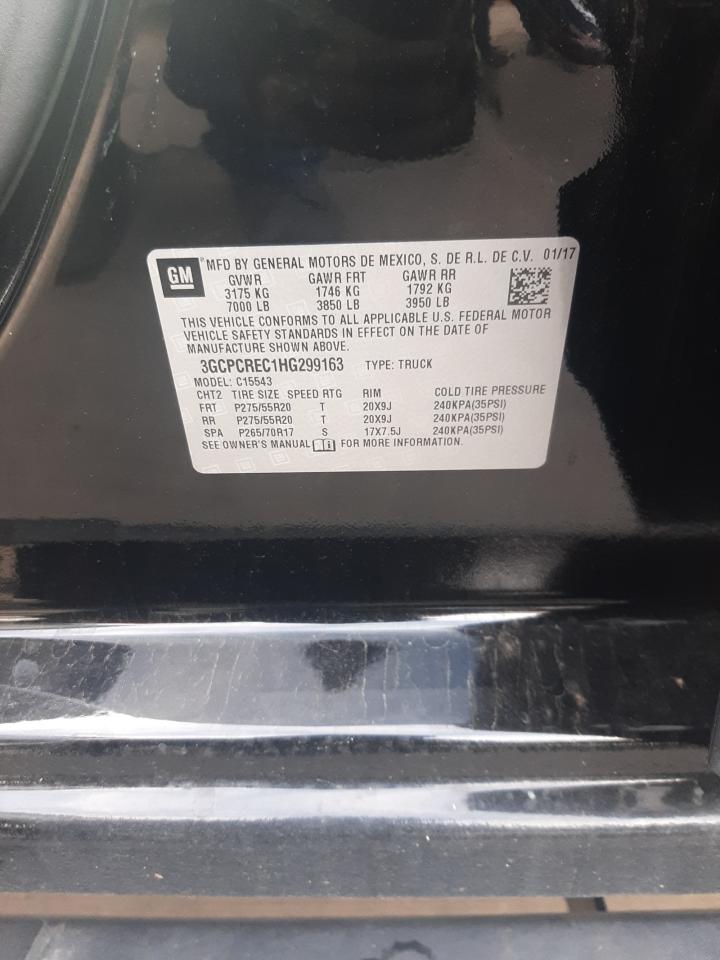 GM
MFD BY GENERAL MOTORS DE MEXICO, S. DE R.L. DE C.V. 01/17
GVWR GAWR FRT GAWR RR
3175 KG 1746 KG 1792 KG
7000 LB 3850 LB 3950 LB
THIS VEHICLE CONFORMS TO ALL APPLICABLE U.S. FEDERAL MOTOR
VEHICLE SAFETY STANDARDS IN EFFECT ON THE DATE OF
MANUFACTURE SHOWN ABOVE.
3GCPCREC1HG299163 TYPE: TRUCK
MODEL: C15543
CHT2 TIRE SIZE SPEED RTG RIM COLD TIRE PRESSURE
FRT P275/55R20 T 20X9J 240KPA(35PSI)
RR P275/55R20 T 20X9J 240KPA(35PSI)
SPA P265/70R17 S 17X7.5J 240KPA(35PSI)
SEE OWNER'S MANUAL FOR MORE INFORMATION.